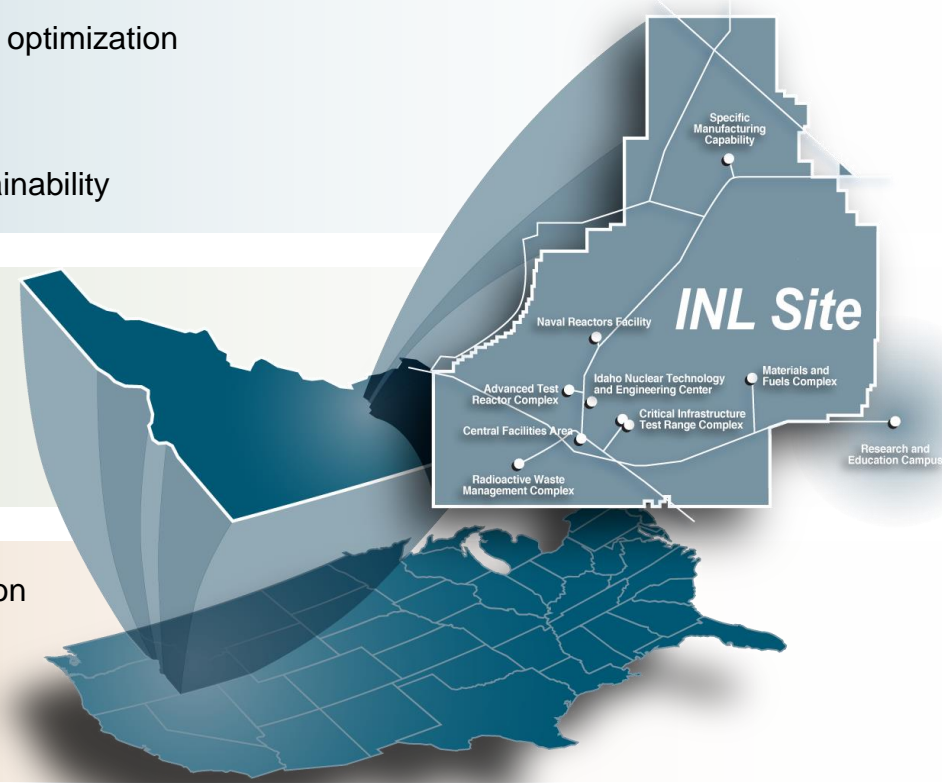 optimization
Specific
Manufacturing
Capability
ainability
INL Site
Naval Reactors Facility
Materials and
Fuels Complex
Idaho Nuclear Technology
and Engineering Center
Advanced Test
Reactor Complex
Critical Infrastructure
Test Range Complex
Central Facilities Area
Research and
Education Campus
Radioactive Waste
Management Complex
on